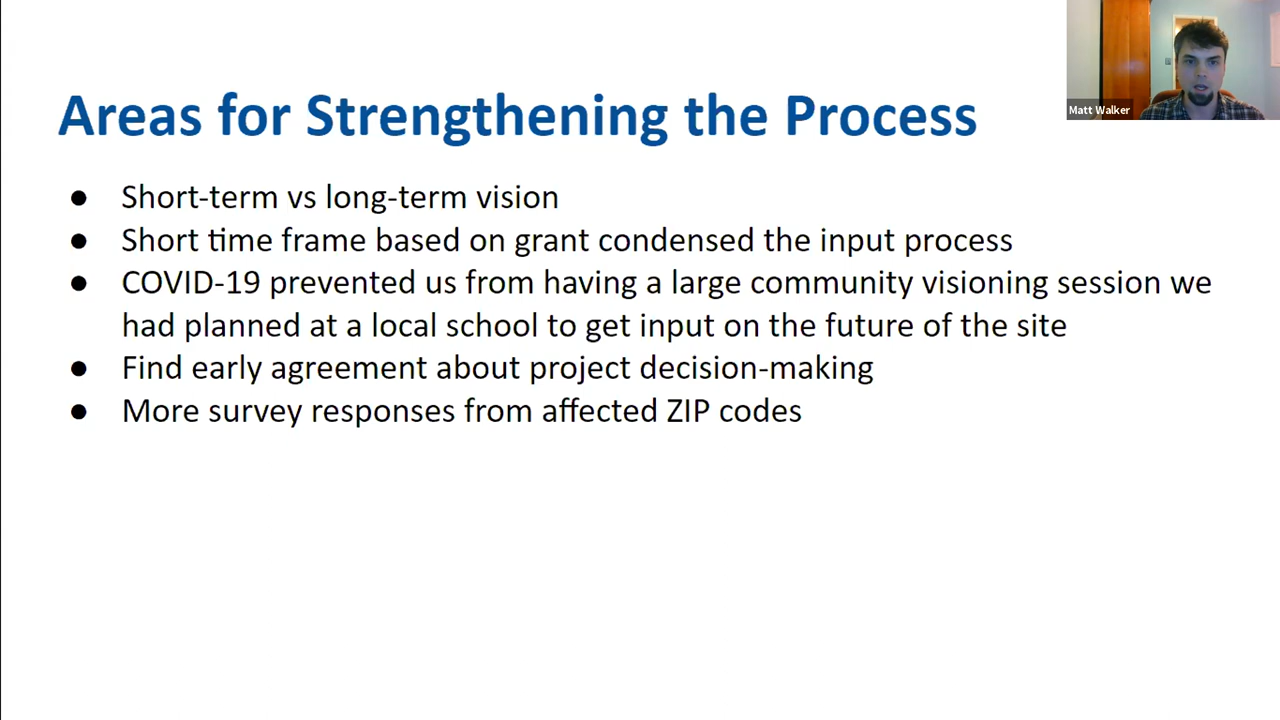 Areas for Strengthening the Process
Matt Walker
● Short-term vs long-term vision
● Short time frame based on grant condensed the input process
● COVID-19 prevented us from having a large community visioning session we
had planned at a local school to get input on the future of the site
● Find early agreement about project decision-making
● More survey responses from affected ZIP codes